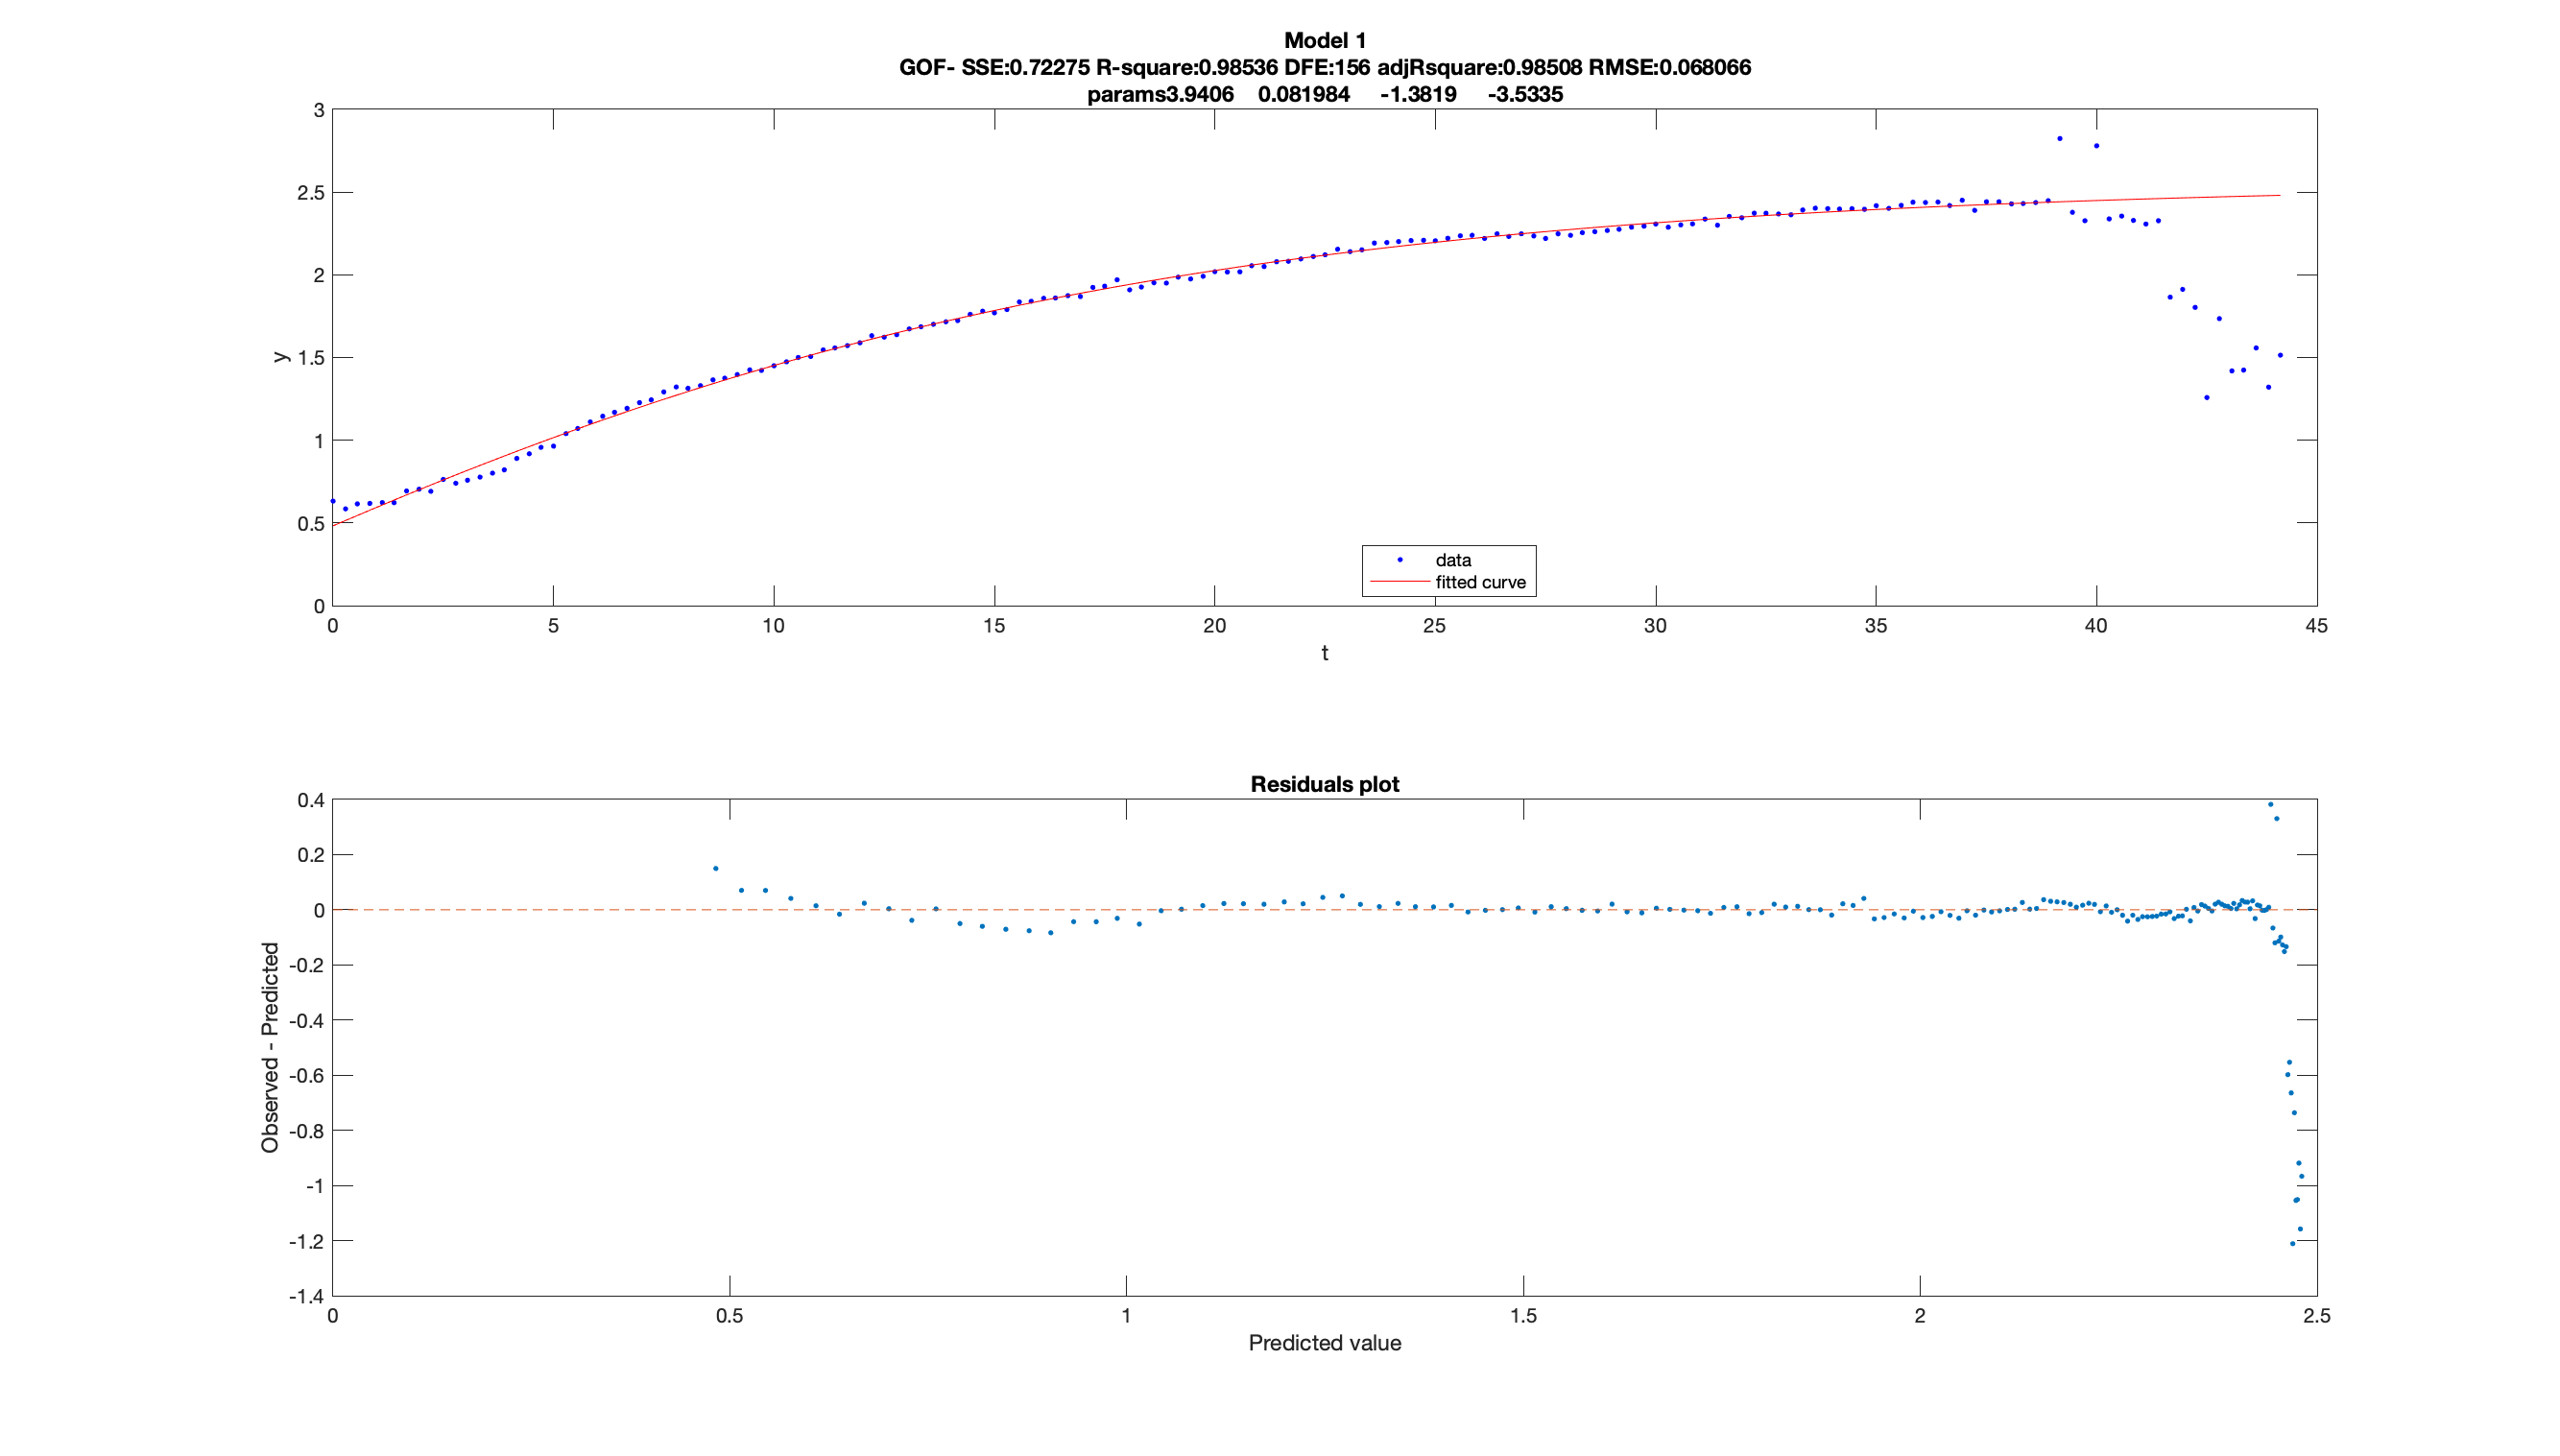 Model 1
GOF- SSE:0.72275 R-square:0.98536 DFE:156 adjRsquare:0.98508 RMSE:0.068066
params3.9406 0.081984 -1.3819 -3.5335
3
2.5
2
1.5
1
0.5
0
y
0 5 10 15 20 25 30 35 40 45
t
data
fitted curve
Residuals plot
0.4
0.2
0
-0.2
-0.4
-0.6
-0.8
-1
-1.2
-1.4
Observed - Predicted
0 0.5 1 1.5 2 2.5
Predicted value